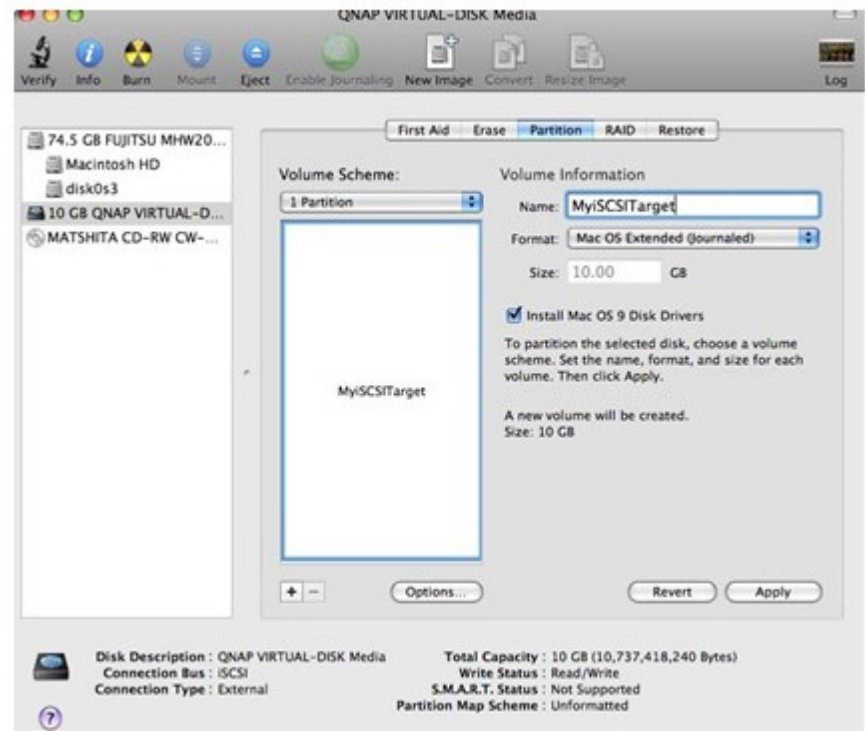 QNAP VIRTUAL-DISK Media
Verify Info Burn Mount Eject Enable Journaling New Image Convert Resize Image Log
74.5 GB FUJITSU MHW20...
Macintosh HD
disk0s3
10 GB QNAP VIRTUAL-D...
MATSHITA CD-RW CW-...
First Aid Erase Partition RAID Restore
Volume Scheme:
1 Partition
MyiSCSITarget
+ - Options...
Volume Information
Name: MyiSCSITarget
Format: Mac OS Extended (Journaled)
Size: 10.00 GB
Install Mac OS 9 Disk Drivers
To partition the selected disk, choose a volume
scheme. Set the name, format, and size for each
volume. Then click Apply.
A new volume will be created.
Size: 10 GB
Revert Apply
Disk Description : QNAP VIRTUAL-DISK Media
Connection Bus : iSCSI
Connection Type : External
Total Capacity : 10 GB (10,737,418,240 Bytes)
Write Status : Read/Write
S.M.A.R.T. Status : Not Supported
Partition Map Scheme : Unformatted
?